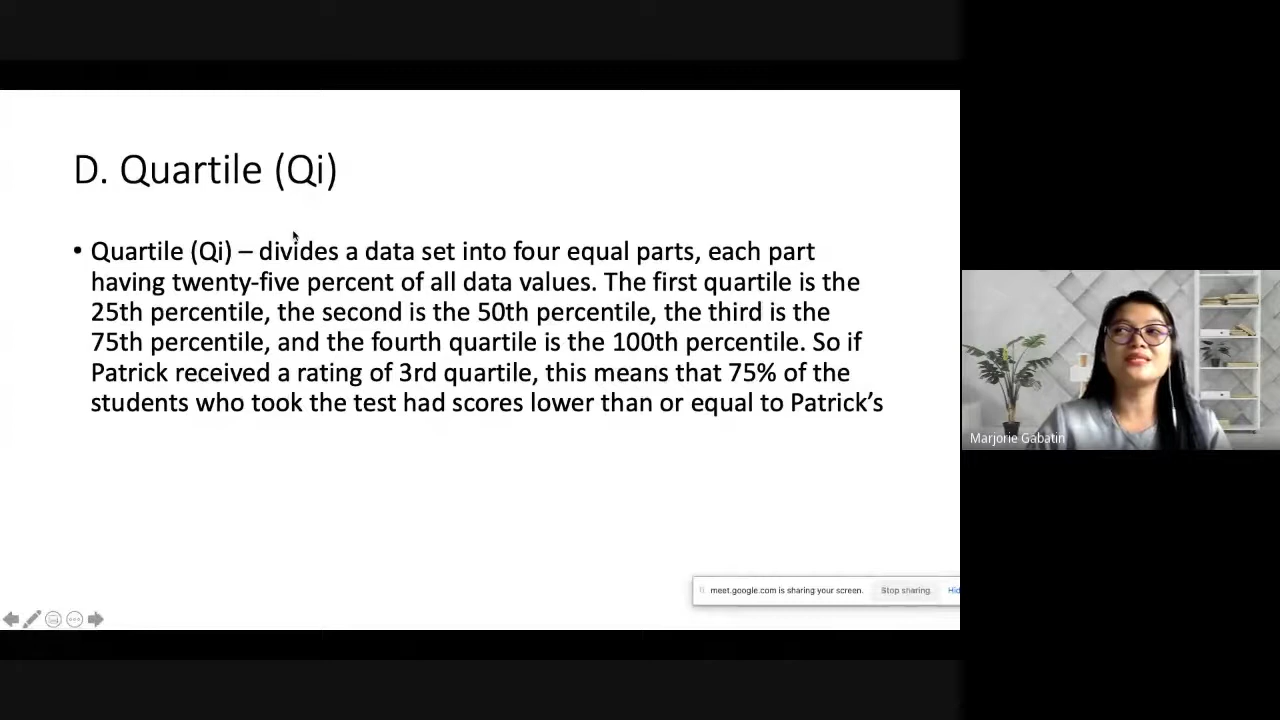 D. Quartile (Qi)
• Quartile (Qi) – divides a data set into four equal parts, each part
having twenty-five percent of all data values. The first quartile is the
25th percentile, the second is the 50th percentile, the third is the
75th percentile, and the fourth quartile is the 100th percentile. So if
Patrick received a rating of 3rd quartile, this means that 75% of the
students who took the test had scores lower than or equal to Patrick’s
Marjorie Gabatin
meet.google.com is sharing your screen. Stop sharing. Hid